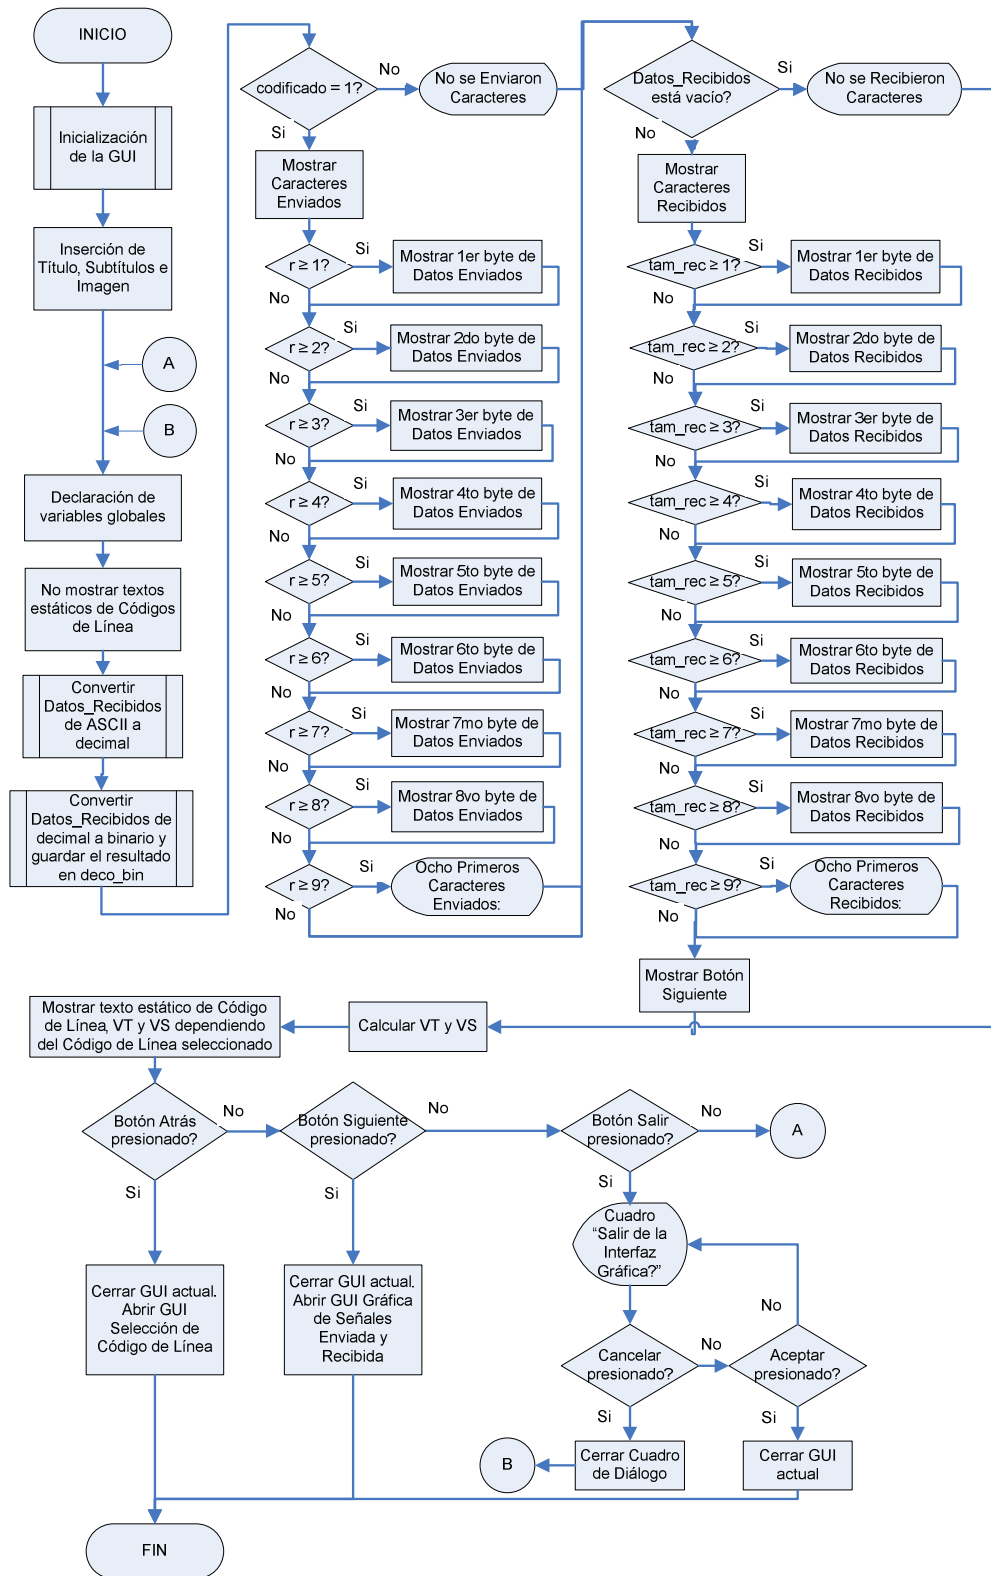 INICIO
Inicialización
de la GUI
Inserción de
Título, Subtítulos e
Imagen
A
B
Declaración de
variables globales
No mostrar textos
estáticos de Códigos
de Línea
Convertir
Datos_Recibidos
de ASCII a
decimal
Convertir
Datos_Recibidos de
decimal a binario y
guardar el resultado
en deco_bin
codificado = 1?
No
No se Enviaron
Caracteres
Si
Mostrar
Caracteres
Enviados
r ≥ 1?
Si
Mostrar 1er byte de
Datos Enviados
No
r ≥ 2?
Si
Mostrar 2do byte de
Datos Enviados
No
r ≥ 3?
Si
Mostrar 3er byte de
Datos Enviados
No
r ≥ 4?
Si
Mostrar 4to byte de
Datos Enviados
No
r ≥ 5?
Si
Mostrar 5to byte de
Datos Enviados
No
r ≥ 6?
Si
Mostrar 6to byte de
Datos Enviados
No
r ≥ 7?
Si
Mostrar 7mo byte de
Datos Enviados
No
r ≥ 8?
Si
Mostrar 8vo byte de
Datos Enviados
No
r ≥ 9?
Si
Ocho Primeros
Caracteres
Enviados:
No
Datos_Recibidos
está vacío?
Si
No se Recibieron
Caracteres
No
Mostrar
Caracteres
Recibidos
tam_rec ≥ 1?
Si
Mostrar 1er byte de
Datos Recibidos
No
tam_rec ≥ 2?
Si
Mostrar 2do byte de
Datos Recibidos
No
tam_rec ≥ 3?
Si
Mostrar 3er byte de
Datos Recibidos
No
tam_rec ≥ 4?
Si
Mostrar 4to byte de
Datos Recibidos
No
tam_rec ≥ 5?
Si
Mostrar 5to byte de
Datos Recibidos
No
tam_rec ≥ 6?
Si
Mostrar 6to byte de
Datos Recibidos
No
tam_rec ≥ 7?
Si
Mostrar 7mo byte de
Datos Recibidos
No
tam_rec ≥ 8?
Si
Mostrar 8vo byte de
Datos Recibidos
No
tam_rec ≥ 9?
Si
Ocho Primeros
Caracteres
Recibidos:
No
Mostrar Botón
Siguiente
Calcular VT y VS
Mostrar texto estático de Código
de Línea, VT y VS dependiendo
del Código de Línea seleccionado
Botón Atrás
presionado?
No
Botón Siguiente
presionado?
No
Botón Salir
presionado?
No
A
Si
Si
Si
Cerrar GUI actual.
Abrir GUI
Selección de
Código de Línea
Cerrar GUI actual.
Abrir GUI Gráfica
de Señales
Enviada y
Recibida
Cuadro
“Salir de la
Interfaz
Gráfica?”
No
Cancelar
presionado?
No
Aceptar
presionado?
Si
Si
B
Cerrar Cuadro
de Diálogo
Cerrar GUI
actual
FIN